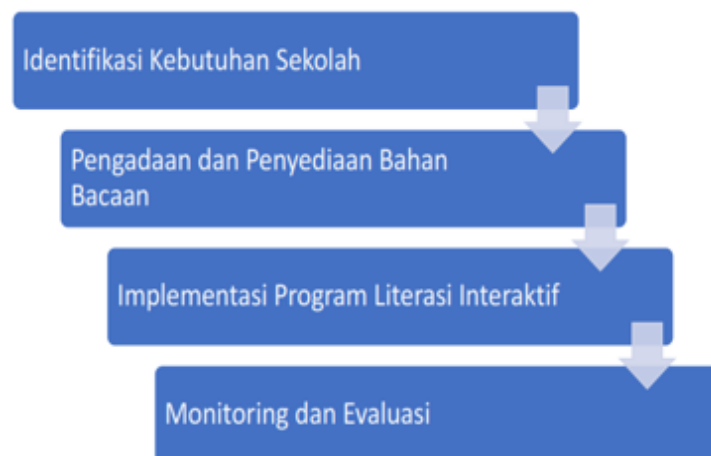 Identifikasi Kebutuhan Sekolah
Pengadaan dan Penyediaan Bahan
Bacaan
Implementasi Program Literasi Interaktif
Monitoring dan Evaluasi